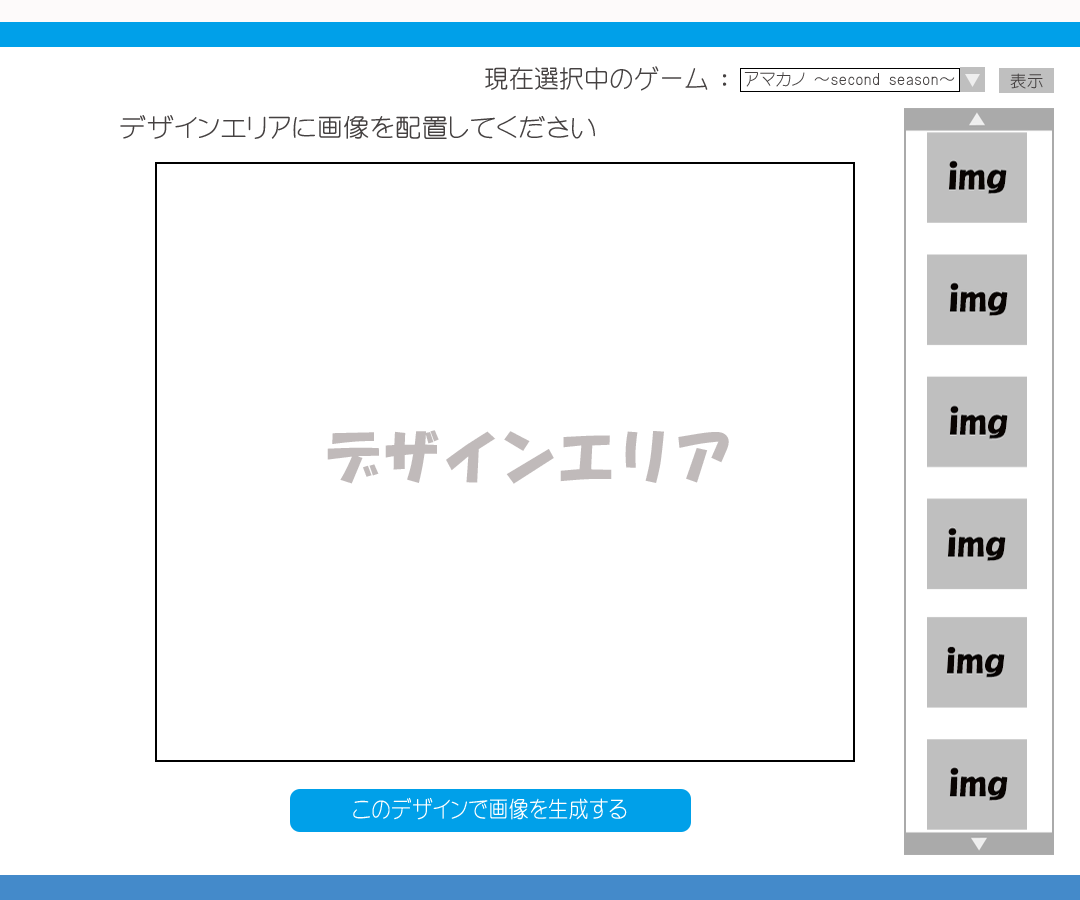 現在選択中のゲーム : アマカノ ～second season～ ▼ 表示
デザインエリアに画像を配置してください
▲
img
img
img
デザインエリア
img
img
img
▼
このデザインで画像を生成する